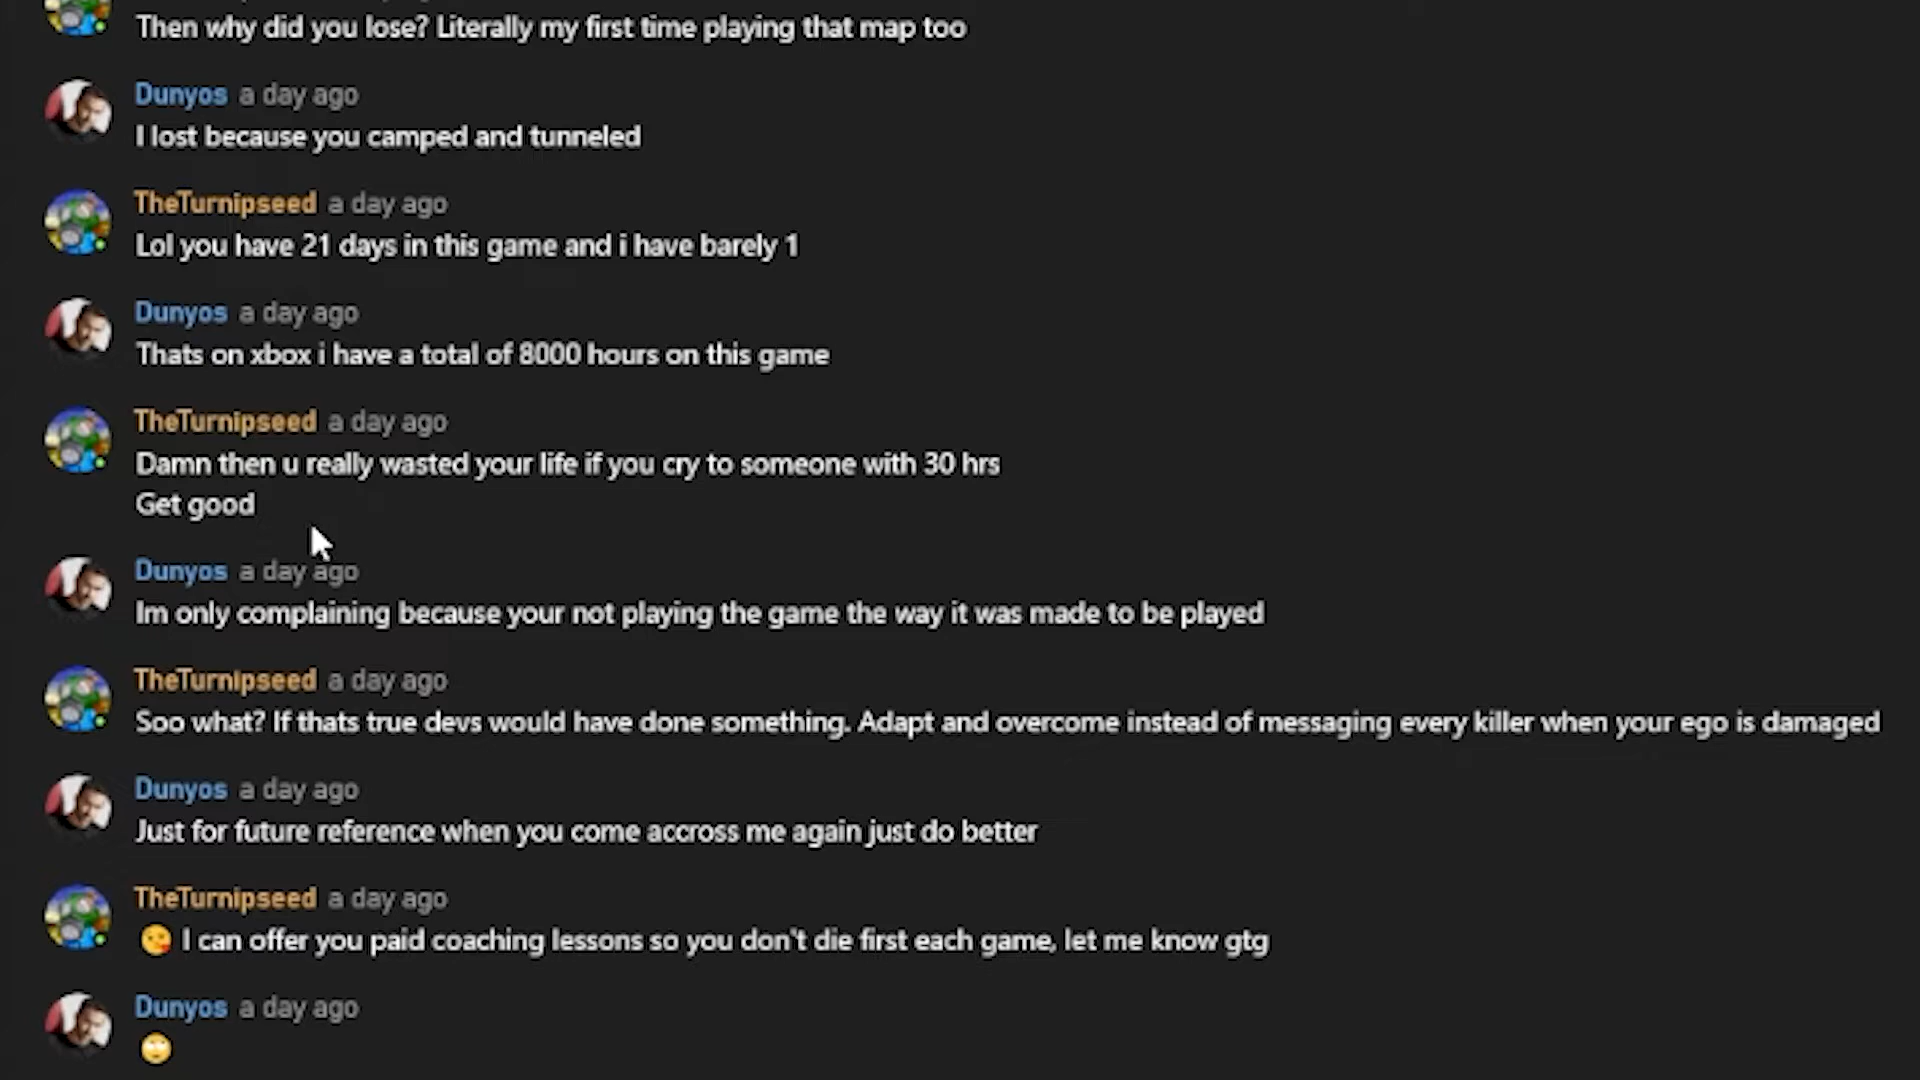 Then why did you lose? Literally my first time playing that map too
Dunyos a day ago
I lost because you camped and tunneled
TheTurnipseed a day ago
Lol you have 21 days in this game and i have barely 1
Dunyos a day ago
Thats on xbox i have a total of 8000 hours on this game
TheTurnipseed a day ago
Damn then u really wasted your life if you cry to someone with 30 hrs
Get good
Dunyos a day ago
Im only complaining because your not playing the game the way it was made to be played
TheTurnipseed a day ago
Soo what? If thats true devs would have done something. Adapt and overcome instead of messaging every killer when your ego is damaged
Dunyos a day ago
Just for future reference when you come accross me again just do better
TheTurnipseed a day ago
😘 I can offer you paid coaching lessons so you don't die first each game, let me know gtg
Dunyos a day ago
🙄